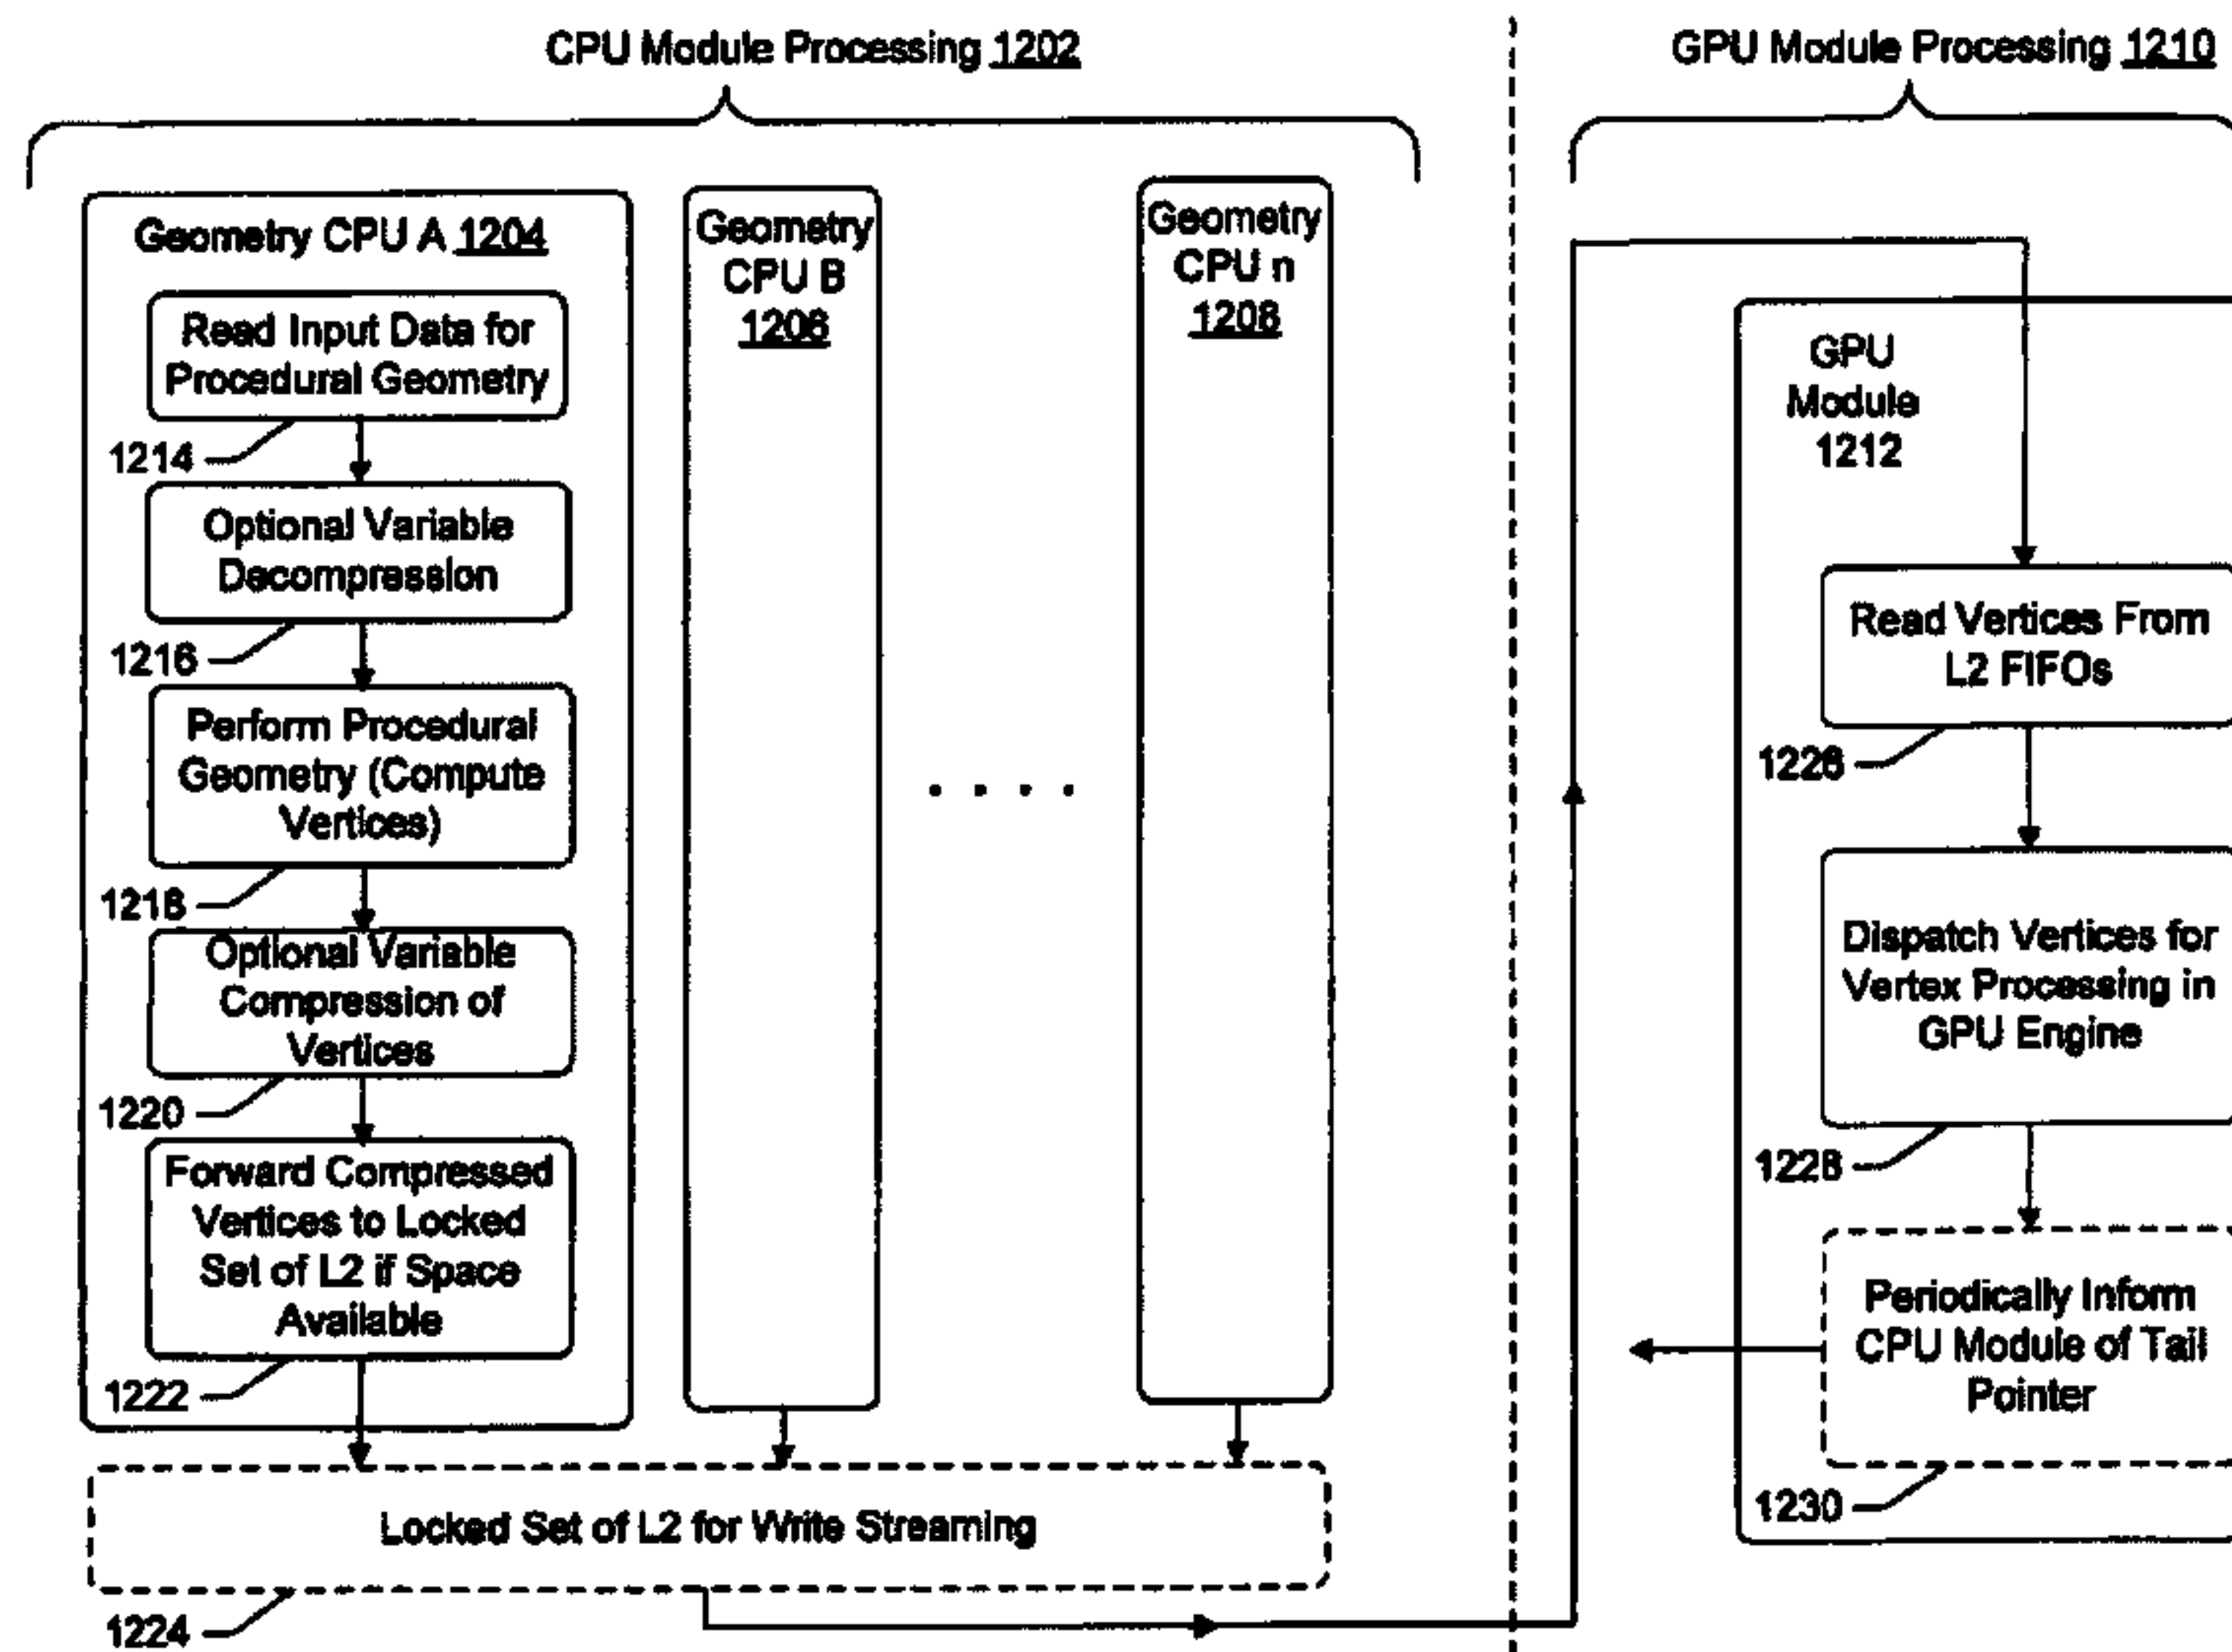 CPU Module Processing 1202
GPU Module Processing 1210
Geometry CPU A 1204
Read Input Data for
Procedural Geometry
1214
Optional Variable
Decompression
1216
Perform Procedural
Geometry (Compute
Vertices)
1218
Optional Variable
Compression of
Vertices
1220
Forward Compressed
Vertices to Locked
Set of L2 if Space
Available
1222
Geometry
CPU B
1206
. . . .
Geometry
CPU n
1208
Locked Set of L2 for Write Streaming
1224
GPU
Module
1212
Read Vertices From
L2 FIFOs
1226
Dispatch Vertices for
Vertex Processing in
GPU Engine
1228
Periodically Inform
CPU Module of Tail
Pointer
1230